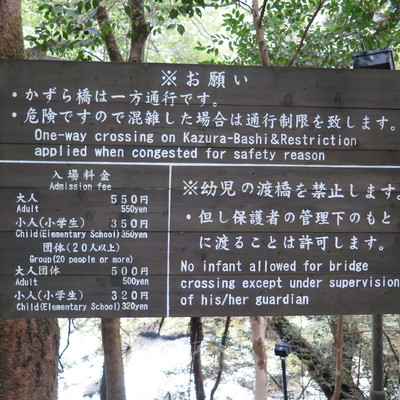 ※お願い
・かずら橋は一方通行です。
・危険ですので混雑した場合は通行制限を致します。
One-way crossing on Kazura-Bashi&Restriction
applied when congested for safety reason
入場料金
Admission fee
大人 550円
Adult 550yen
小人(小学生) 350円
Child(Elementary School) 350yen
団体(20人以上)
Group(20 people or more)
大人団体 500円
Adult 500yen
小人(小学生) 320円
Child(Elementary School) 320yen
※幼児の渡橋を禁止します。
・但し保護者の管理下のもと
に渡ることは許可します。
No infant allowed for bridge
crossing except under supervision
of his/her guardian